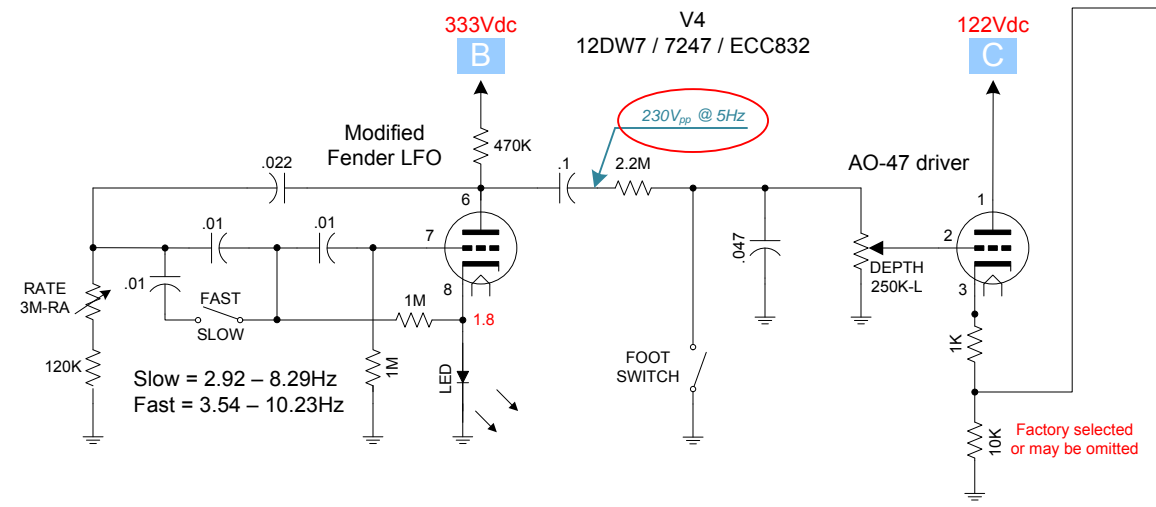 333Vdc
B
V4
12DW7 / 7247 / ECC832
122Vdc
C
230Vpp @ 5Hz
Modified
Fender LFO
470K
.022
.1
2.2M
AO-47 driver
6
1
.01
.01
7
2
.01
.047
DEPTH
250K-L
RATE
3M-RA
FAST
SLOW
8
1M
1.8
3
120K
1M
LED
FOOT
SWITCH
1K
Slow = 2.92 – 8.29Hz
Fast = 3.54 – 10.23Hz
10K
Factory selected
or may be omitted